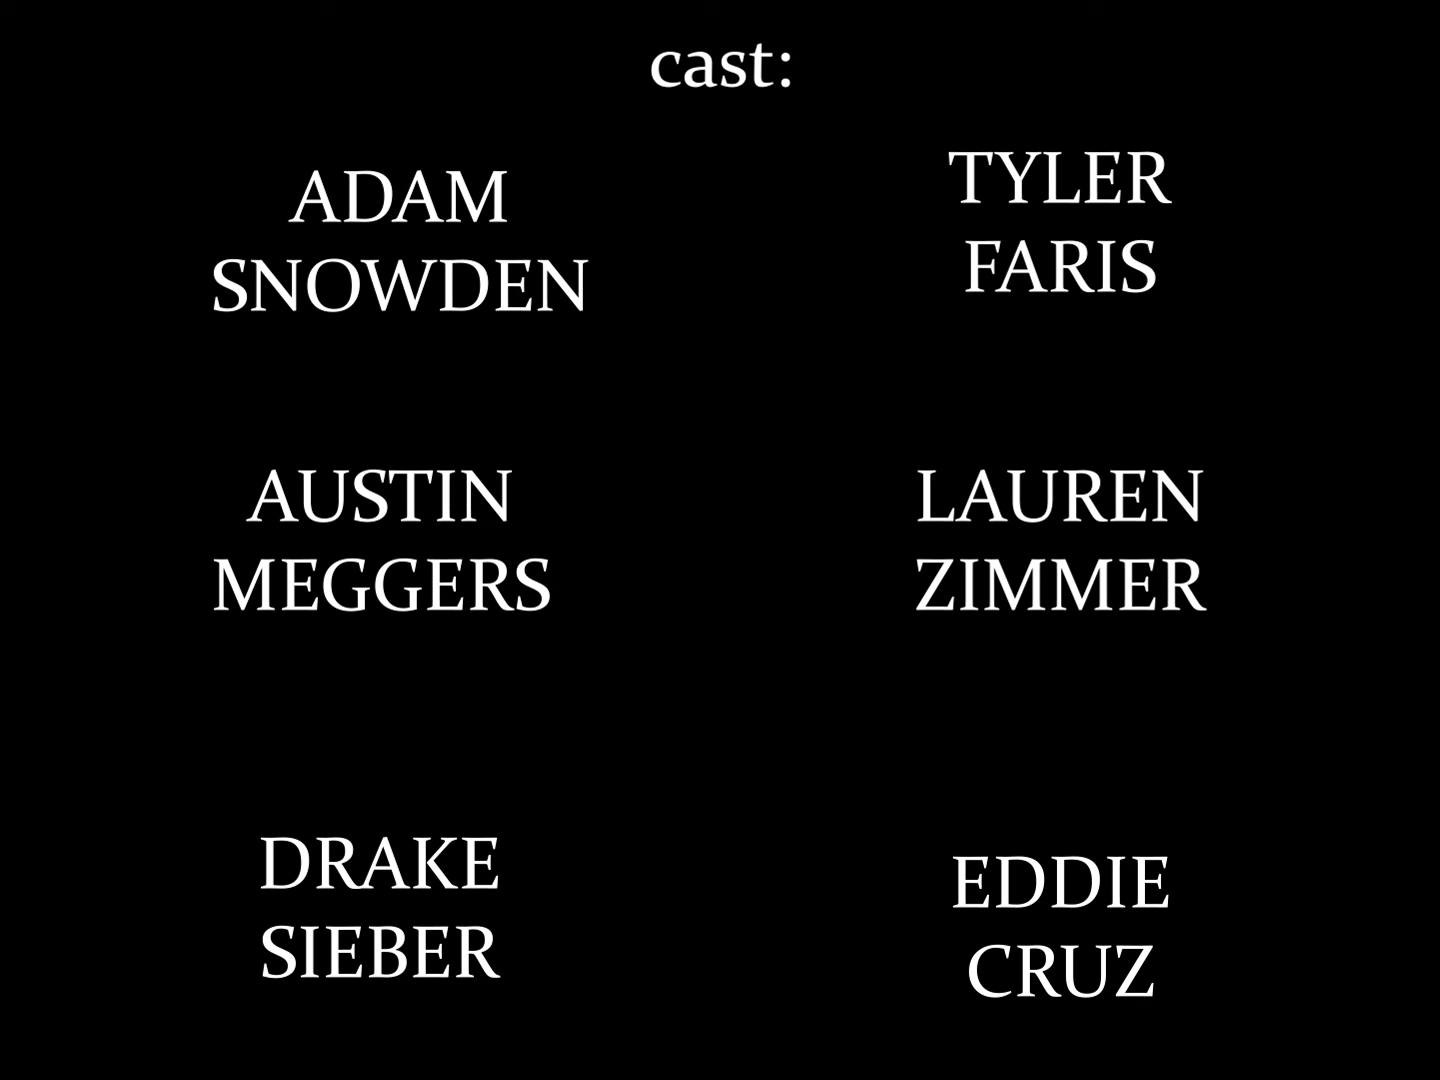 cast:
ADAM
SNOWDEN
TYLER
FARIS
AUSTIN
MEGGERS
LAUREN
ZIMMER
DRAKE
SIEBER
EDDIE
CRUZ